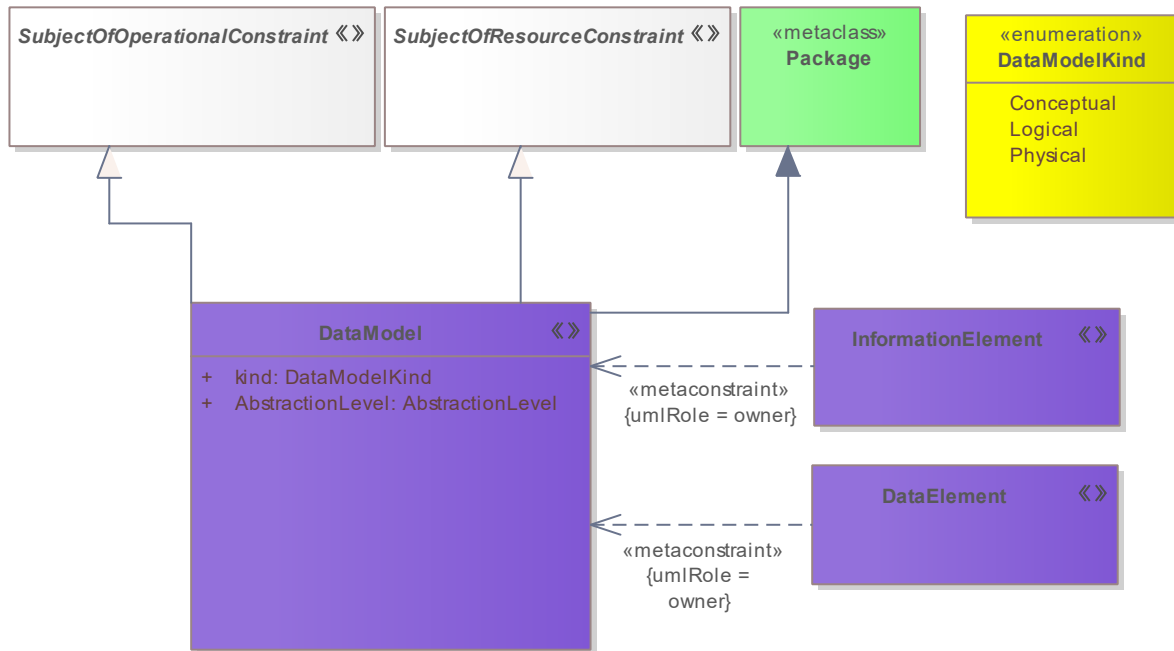 SubjectOfOperationalConstraint «»
SubjectOfResourceConstraint «»
«metaclass»
Package
«enumeration»
DataModelKind
Conceptual
Logical
Physical
DataModel «»
+ kind: DataModelKind
+ AbstractionLevel: AbstractionLevel
InformationElement «»
«metaconstraint»
{umlRole = owner}
DataElement «»
«metaconstraint»
{umlRole =
owner}